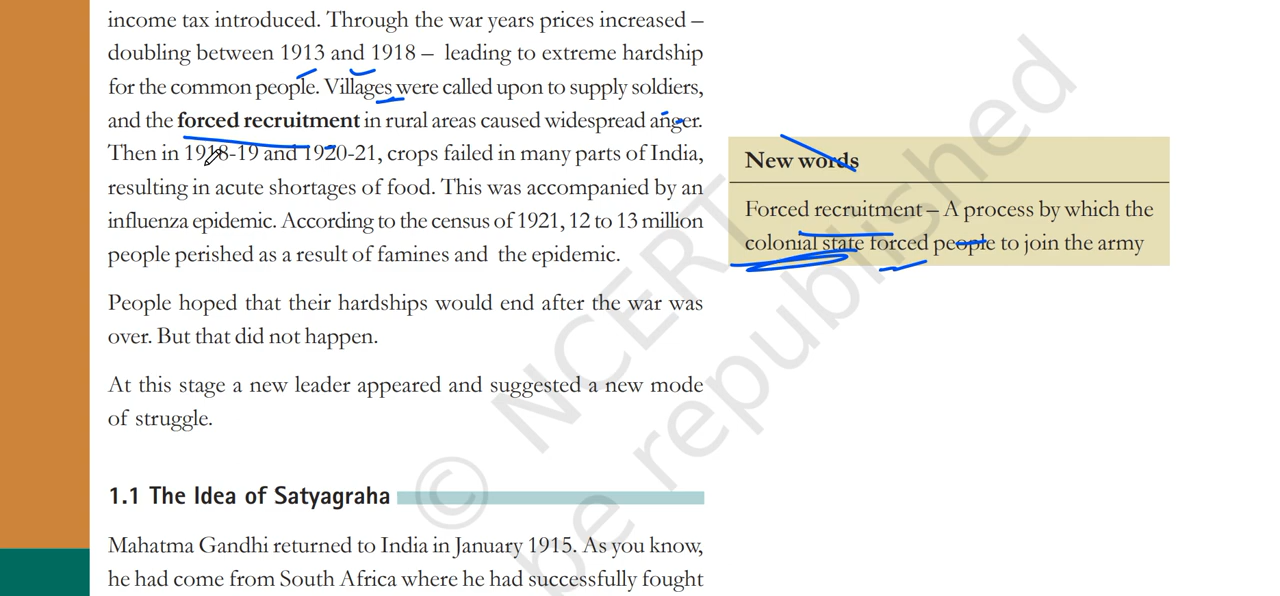 income tax introduced. Through the war years prices increased –
doubling between 1913 and 1918 – leading to extreme hardship
for the common people. Villages were called upon to supply soldiers,
and the forced recruitment in rural areas caused widespread anger.
Then in 1918-19 and 1920-21, crops failed in many parts of India,
resulting in acute shortages of food. This was accompanied by an
influenza epidemic. According to the census of 1921, 12 to 13 million
people perished as a result of famines and the epidemic.
People hoped that their hardships would end after the war was
over. But that did not happen.
At this stage a new leader appeared and suggested a new mode
of struggle.
1.1 The Idea of Satyagraha
Mahatma Gandhi returned to India in January 1915. As you know,
he had come from South Africa where he had successfully fought
New words
Forced recruitment – A process by which the
colonial state forced people to join the army
© NCERT
be republished